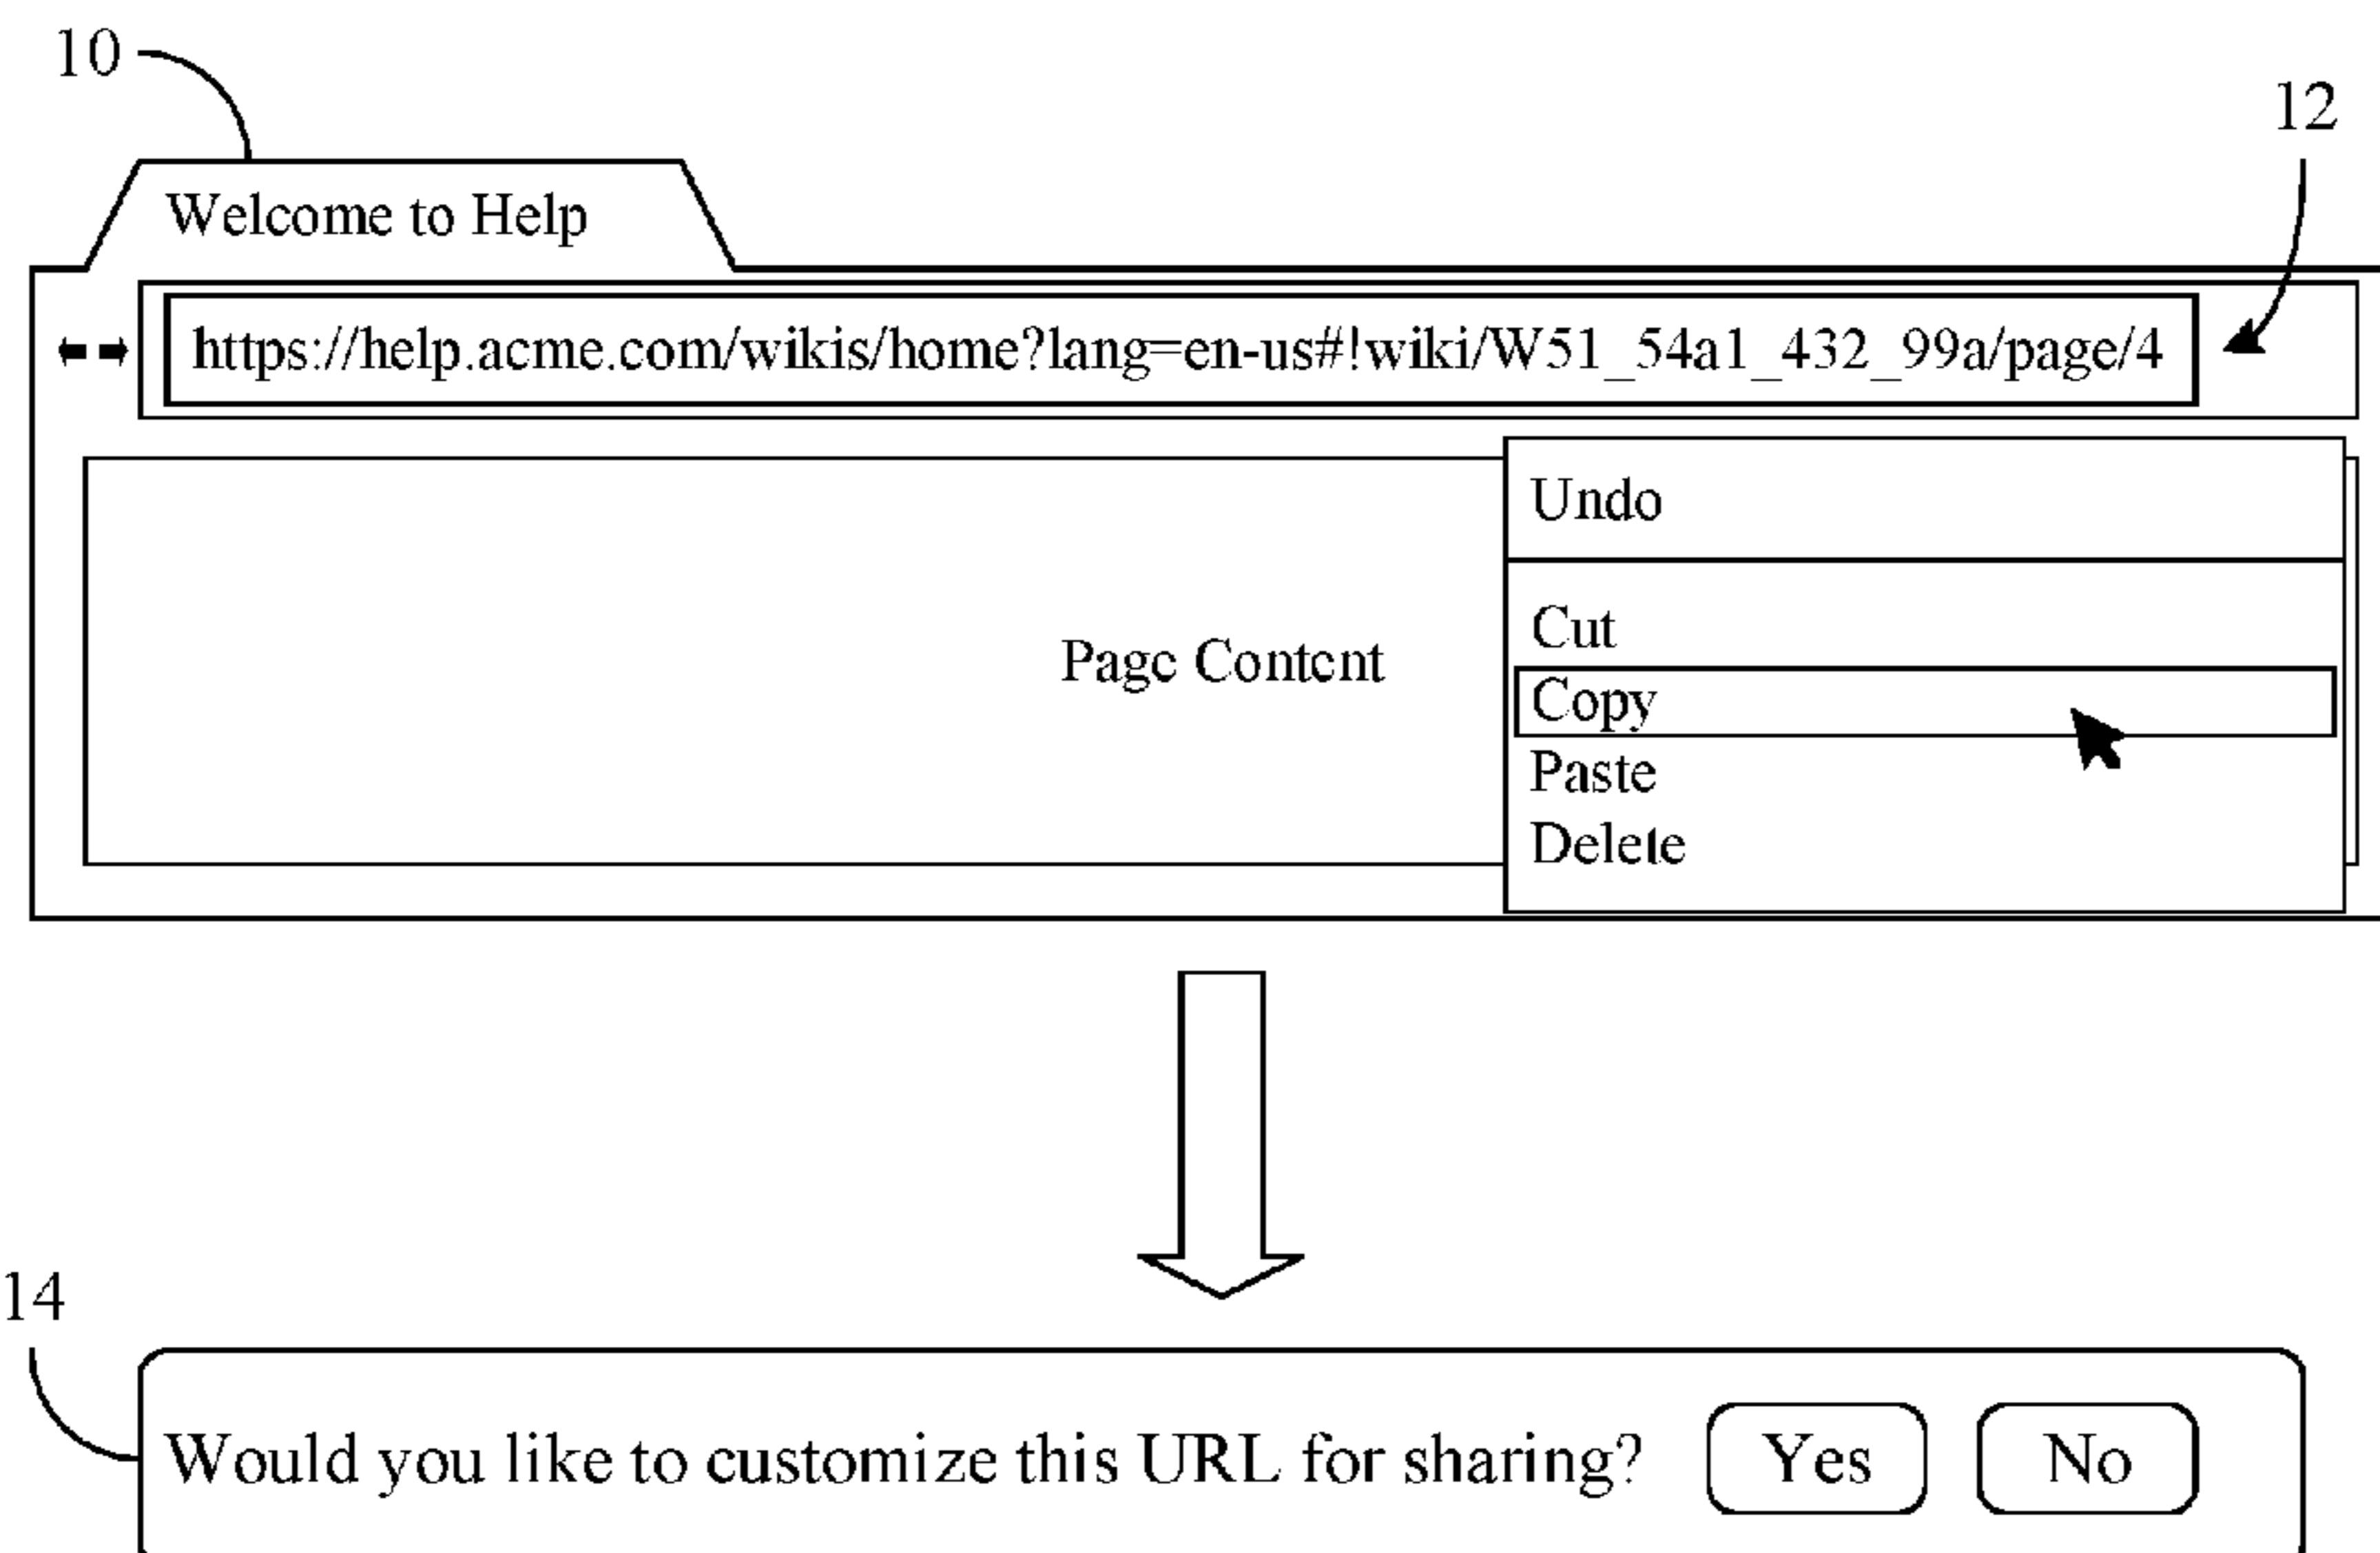 10
12
Welcome to Help
https://help.acme.com/wikis/home?lang=en-us#!wiki/W51_54a1_432_99a/page/4
Undo
Cut
Page Content
Copy
Paste
Delete
14
Would you like to customize this URL for sharing? Yes No